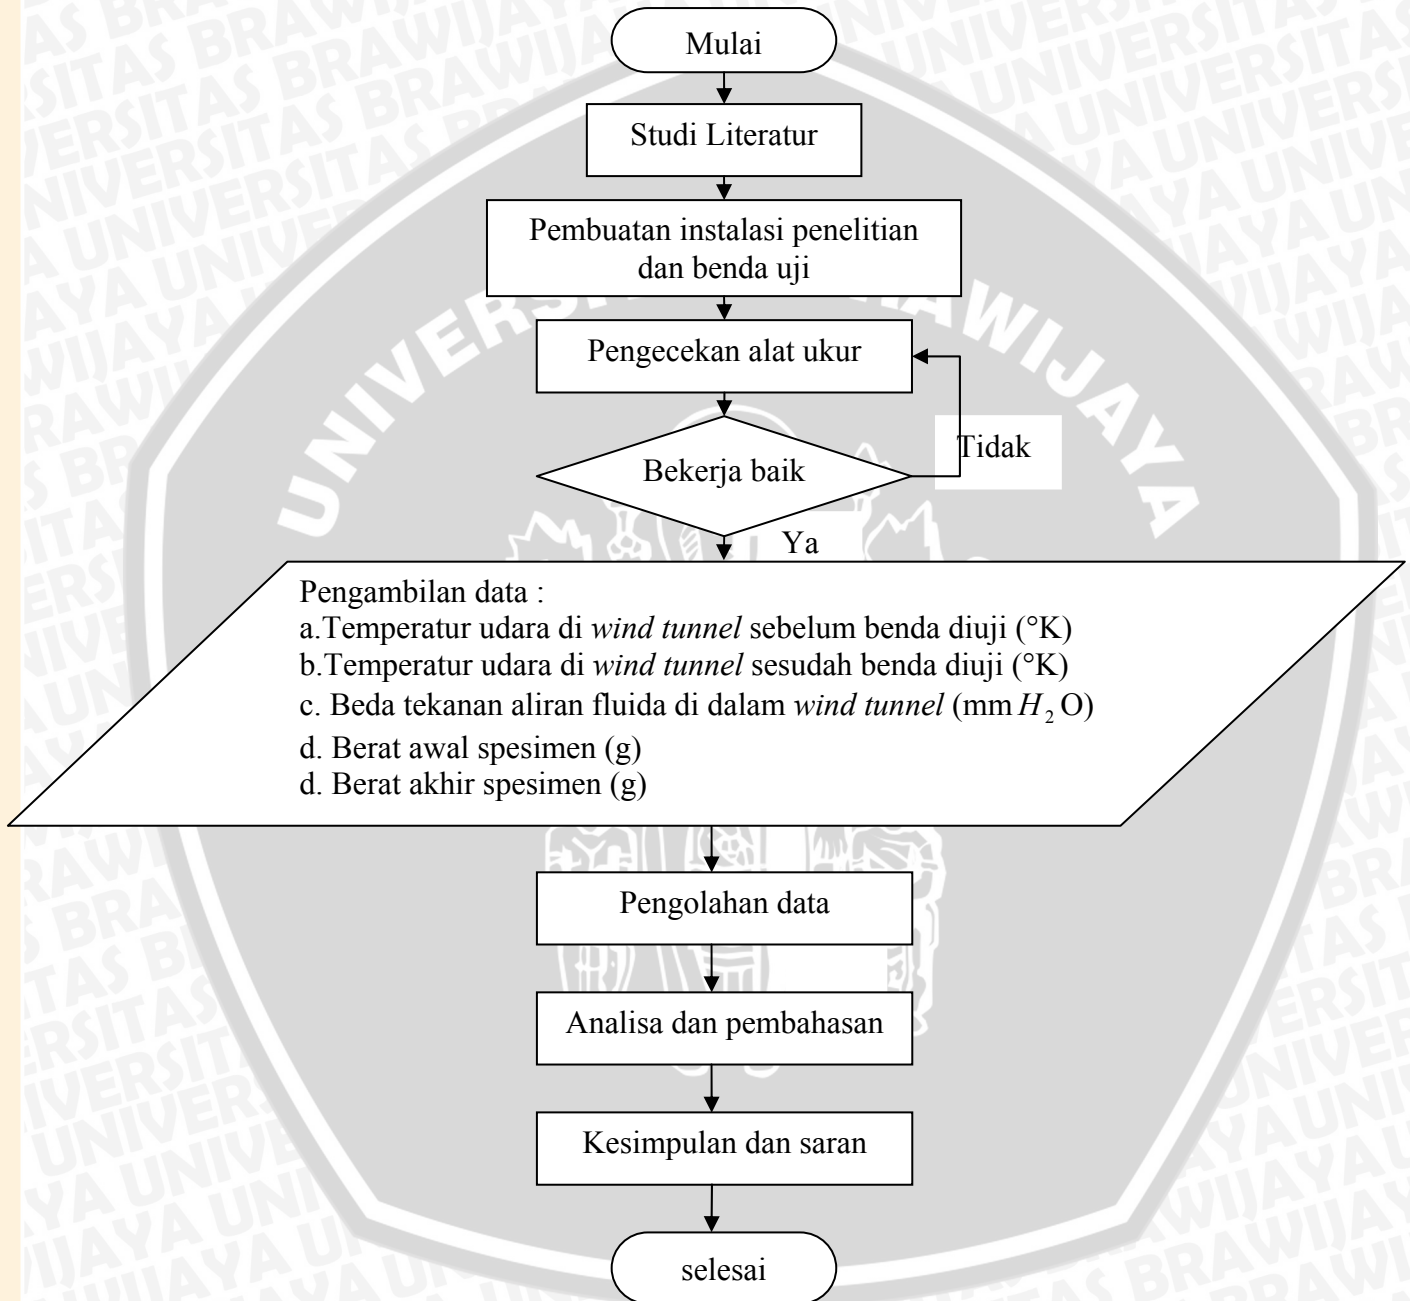 Mulai
Studi Literatur
Pembuatan instalasi penelitian
dan benda uji
Pengecekan alat ukur
Bekerja baik
Tidak
Ya
Pengambilan data :
a.Temperatur udara di wind tunnel sebelum benda diuji (°K)
b.Temperatur udara di wind tunnel sesudah benda diuji (°K)
c. Beda tekanan aliran fluida di dalam wind tunnel (mm H₂O)
d. Berat awal spesimen (g)
d. Berat akhir spesimen (g)
Pengolahan data
Analisa dan pembahasan
Kesimpulan dan saran
selesai